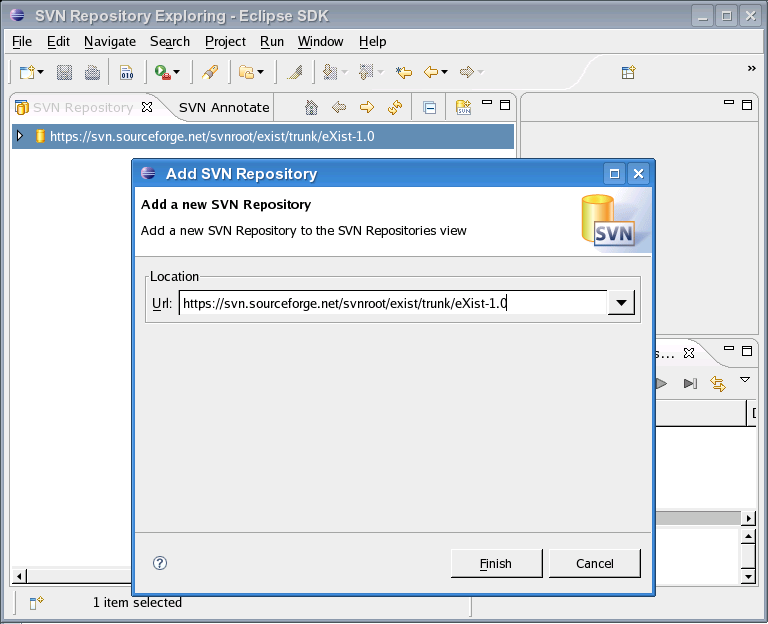 SVN Repository Exploring - Eclipse SDK
File Edit Navigate Search Project Run Window Help
010
SVN Repository SVN Annotate
SVN
https://svn.sourceforge.net/svnroot/exist/trunk/eXist-1.0
Add SVN Repository
Add a new SVN Repository
Add a new SVN Repository to the SVN Repositories view
SVN
Location
Url: https://svn.sourceforge.net/svnroot/exist/trunk/eXist-1.0
s...
Finish Cancel
1 item selected